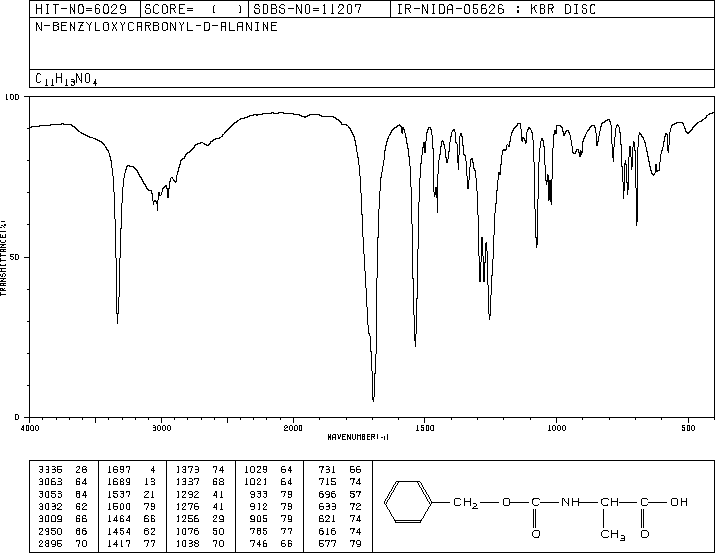 HIT-NO=6029 SCORE= ( ) SDBS-NO=11207 IR-NIDA-05626 : KBR DISC
N-BENZYLOXYCARBONYL-D-ALANINE
C11H13NO4
100
50
0
TRANSMITTANCE(%)
4000 3000 2000 1500 1000 500
WAVENUMBER(-1)
3336 26 1697 4 1373 74 1029 64 731 66
3063 64 1689 13 1337 68 1021 64 715 74
3053 64 1537 21 1292 41 933 79 696 57
3032 62 1500 79 1276 41 912 79 633 72
3009 66 1464 66 1256 29 905 79 621 74
2950 66 1454 62 1076 50 785 77 616 74
2895 70 1417 77 1038 70 746 66 577 79
CH2 O C NH CH C OH
O CH3 O